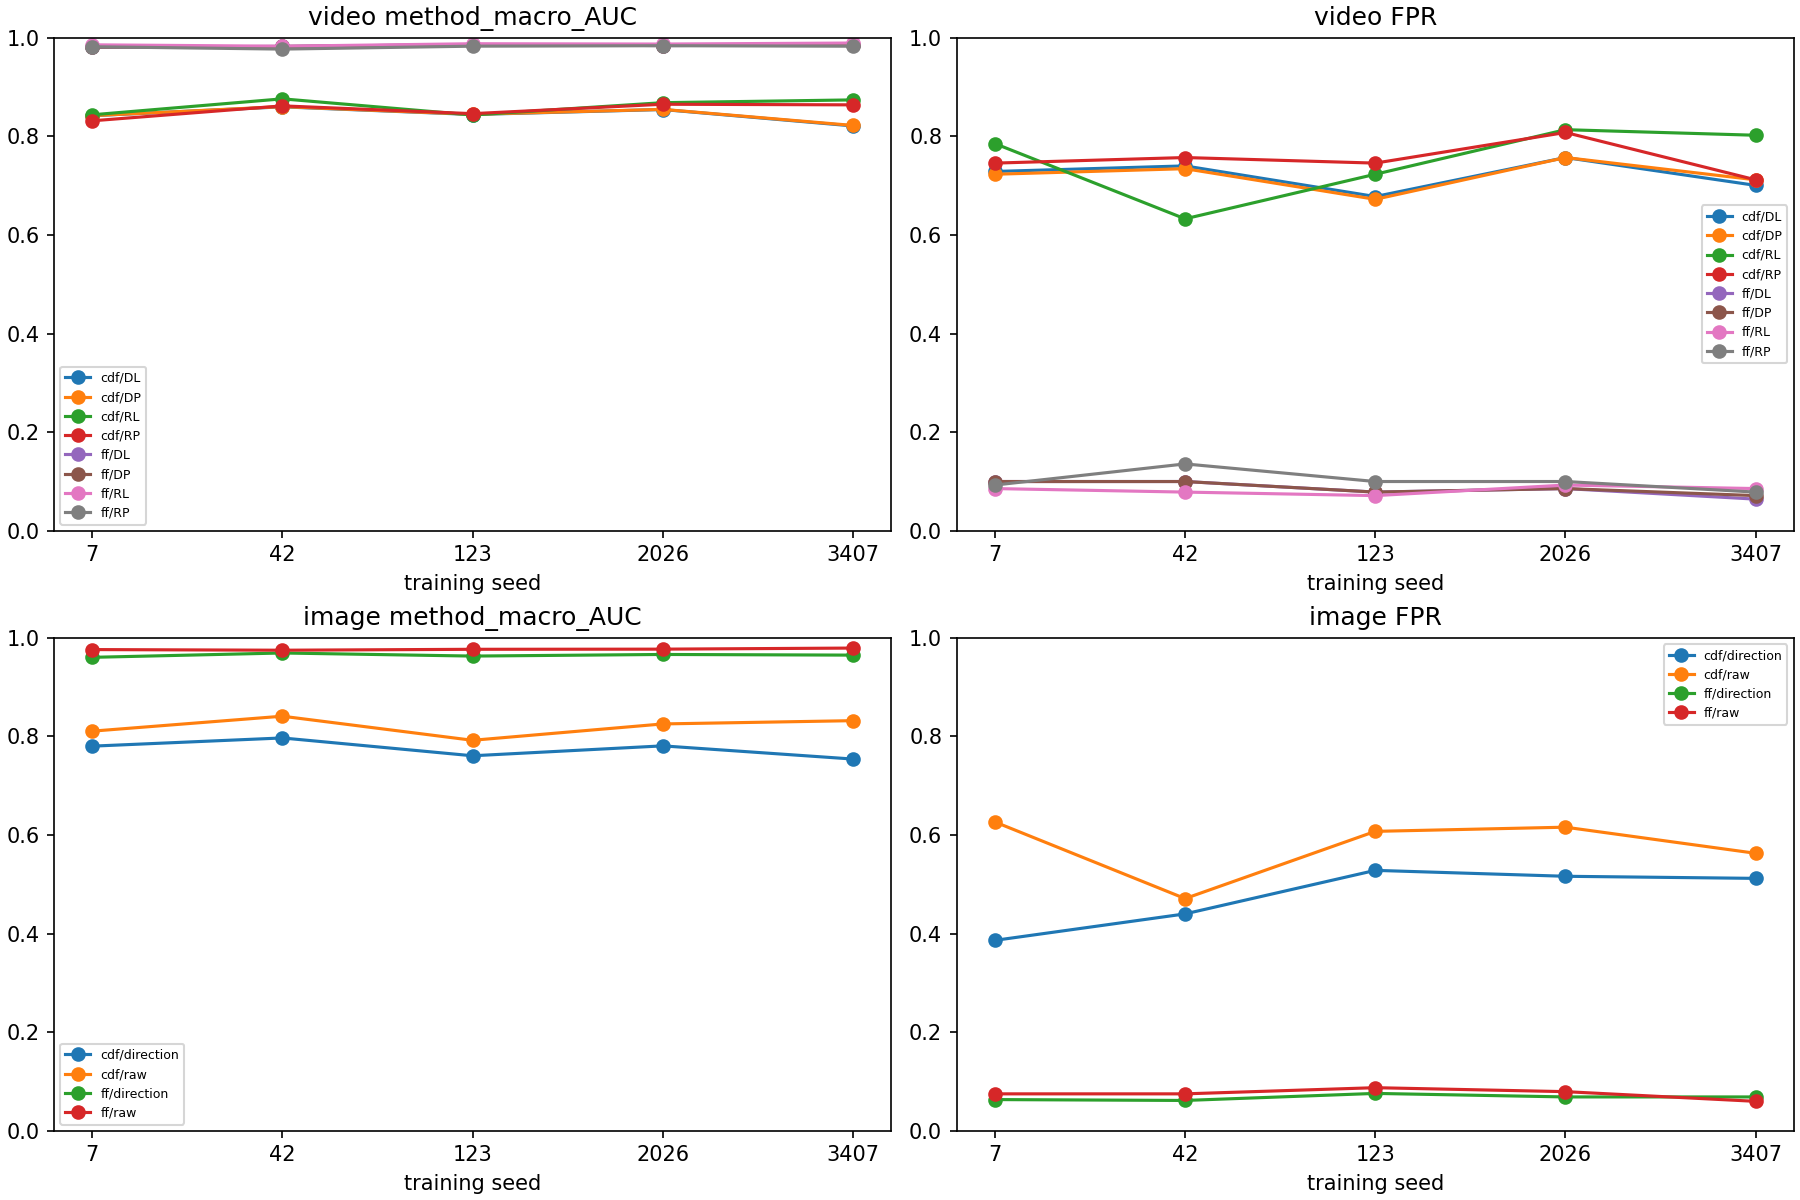 video method_macro_AUC
1.0
0.8
0.6
0.4
0.2
0.0
cdf/DL
cdf/DP
cdf/RL
cdf/RP
ff/DL
ff/DP
ff/RL
ff/RP
7 42 123 2026 3407
training seed
video FPR
1.0
0.8
0.6
0.4
0.2
0.0
cdf/DL
cdf/DP
cdf/RL
cdf/RP
ff/DL
ff/DP
ff/RL
ff/RP
7 42 123 2026 3407
training seed
image method_macro_AUC
1.0
0.8
0.6
0.4
0.2
0.0
cdf/direction
cdf/raw
ff/direction
ff/raw
7 42 123 2026 3407
training seed
image FPR
1.0
0.8
0.6
0.4
0.2
0.0
cdf/direction
cdf/raw
ff/direction
ff/raw
7 42 123 2026 3407
training seed